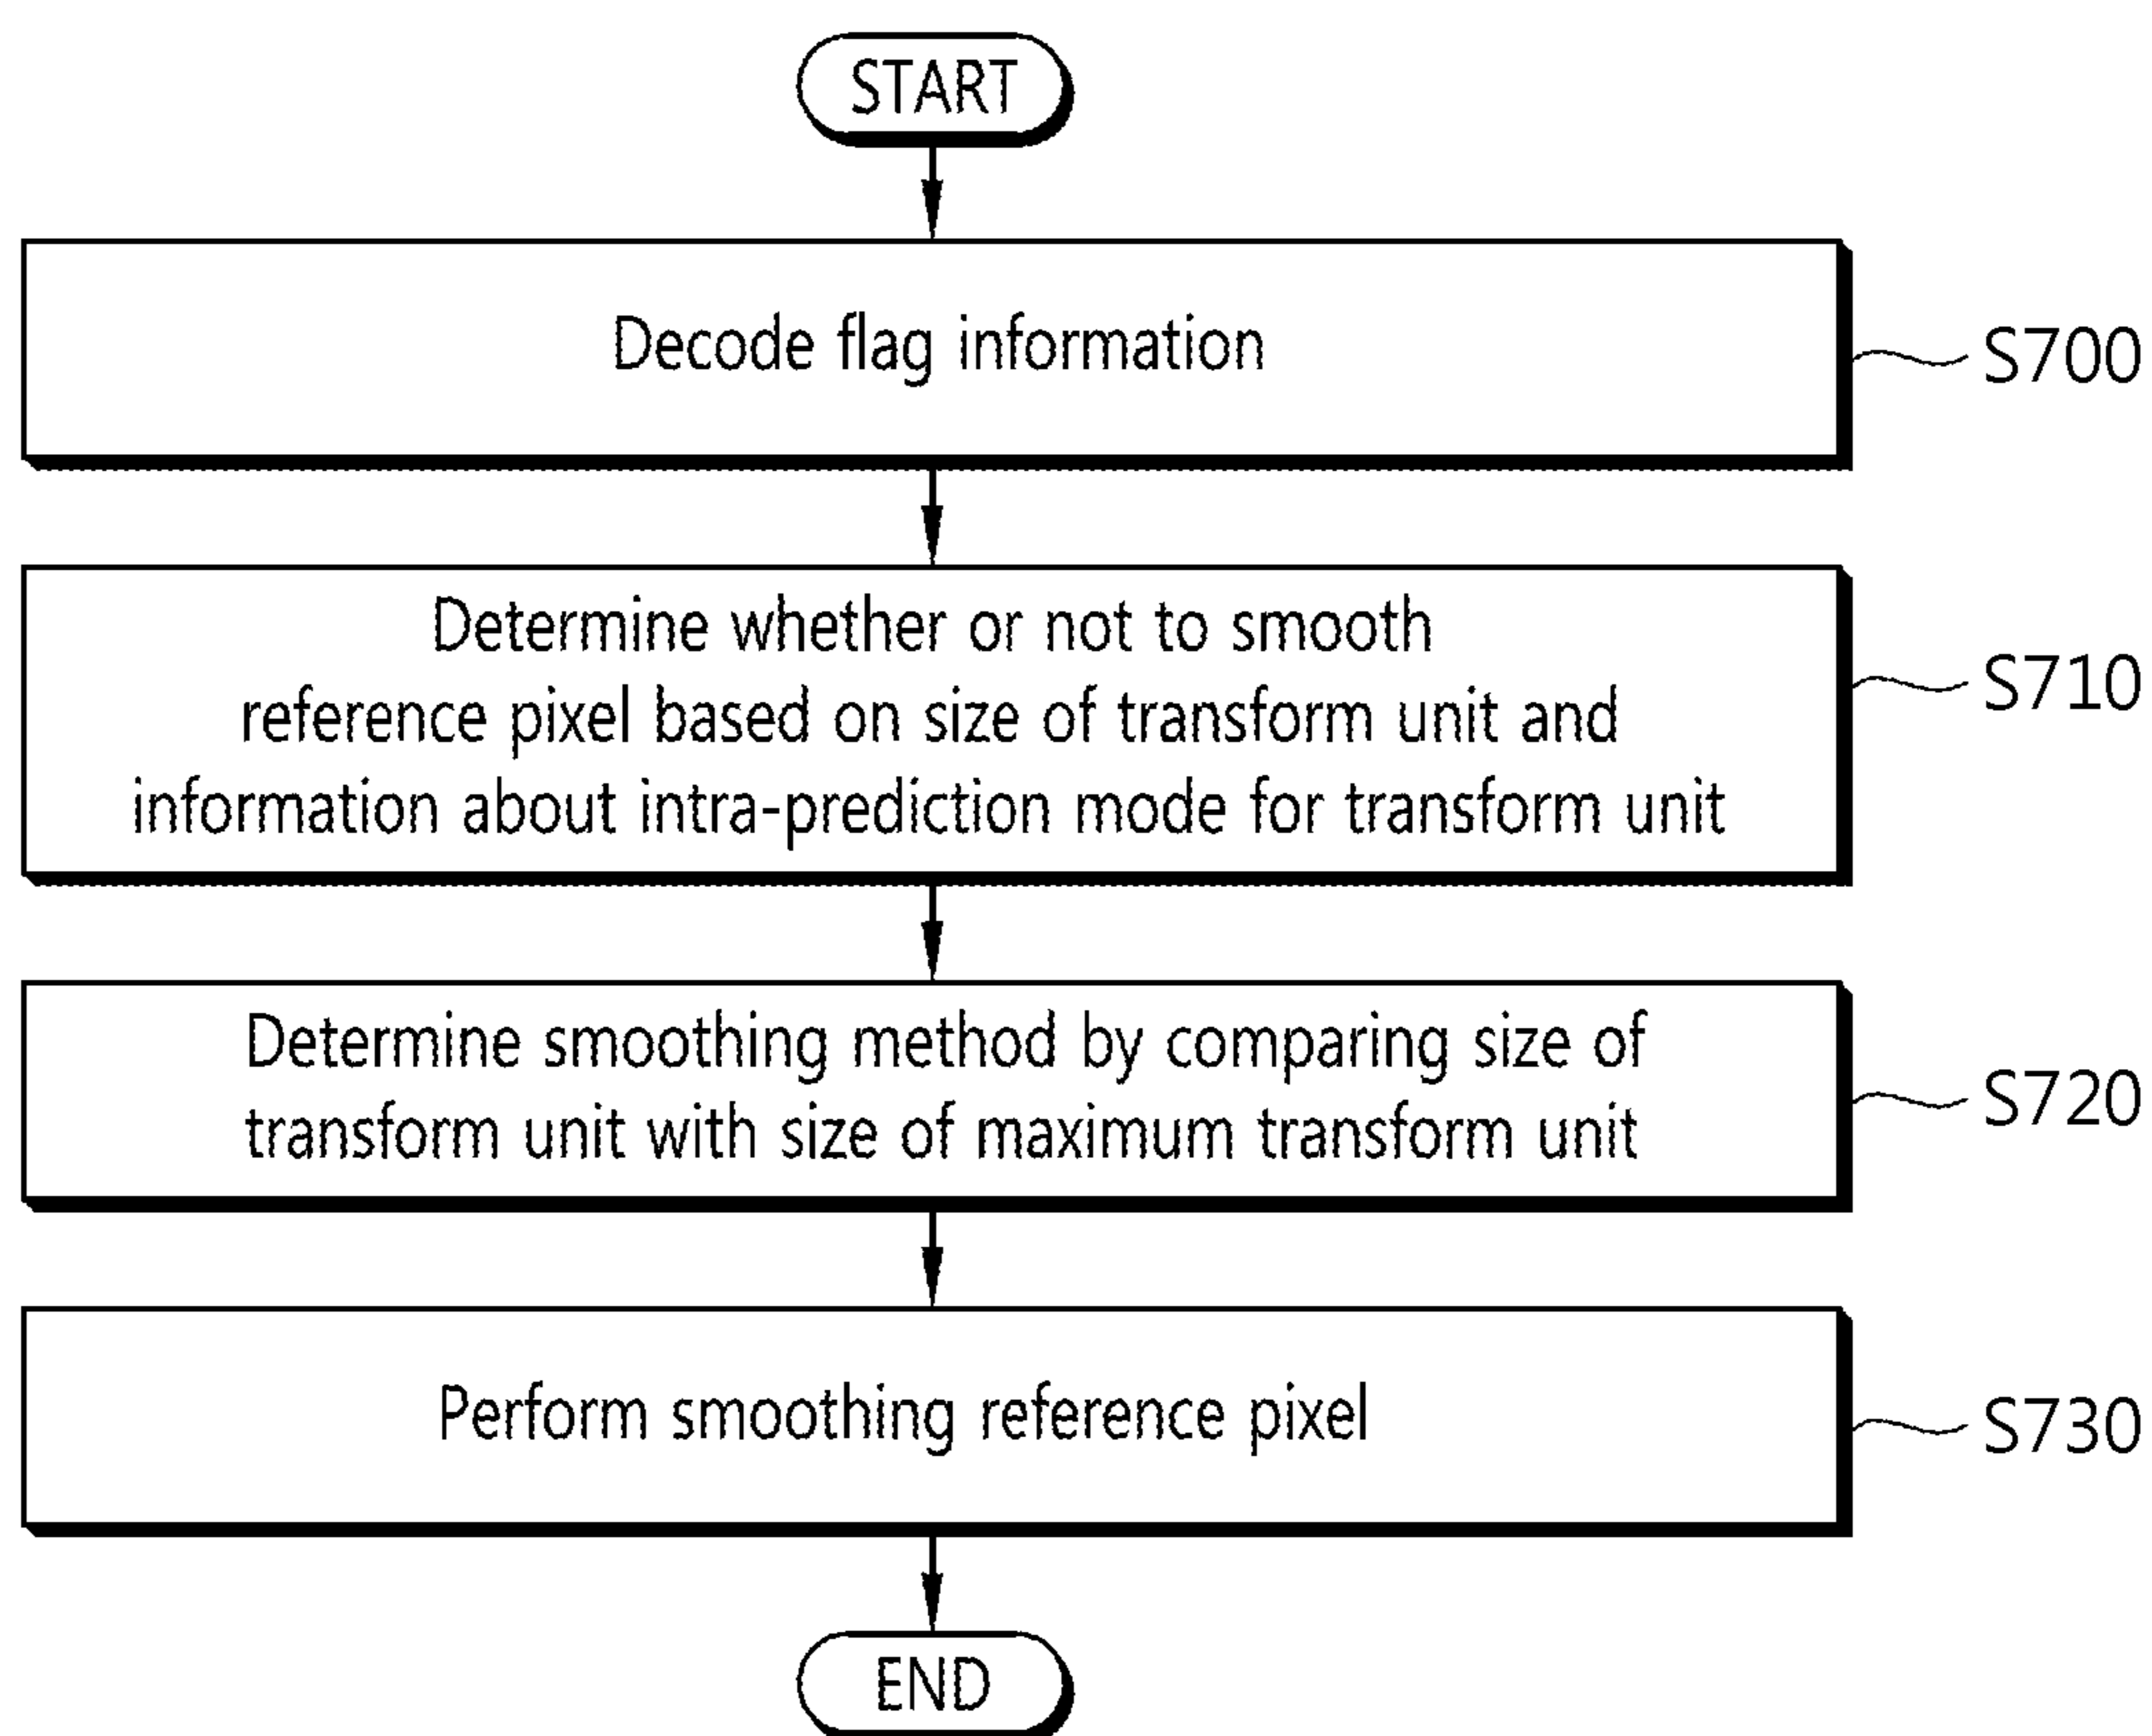 START
Decode flag information
S700
Determine whether or not to smooth
reference pixel based on size of transform unit and
information about intra-prediction mode for transform unit
S710
Determine smoothing method by comparing size of
transform unit with size of maximum transform unit
S720
Perform smoothing reference pixel
S730
END